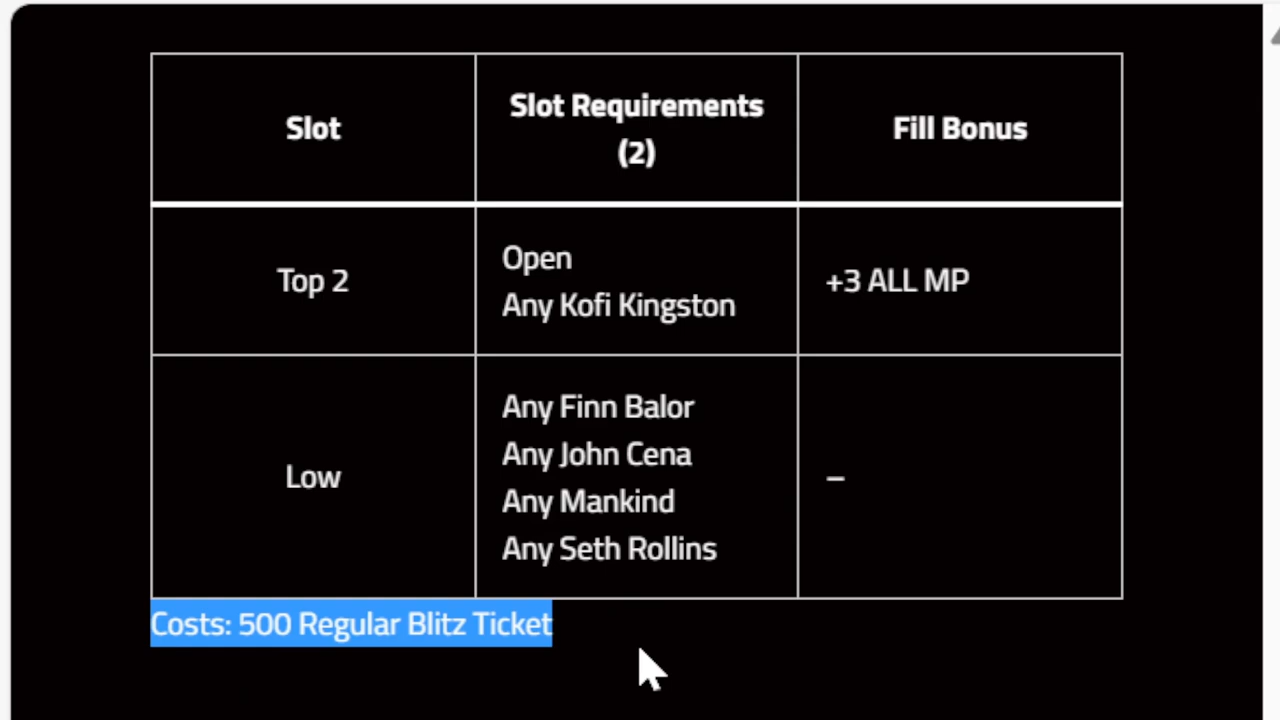 Slot
Slot Requirements
(2)
Fill Bonus
Top 2
Open
Any Kofi Kingston
+3 ALL MP
Low
Any Finn Balor
Any John Cena
Any Mankind
Any Seth Rollins
–
Costs: 500 Regular Blitz Ticket